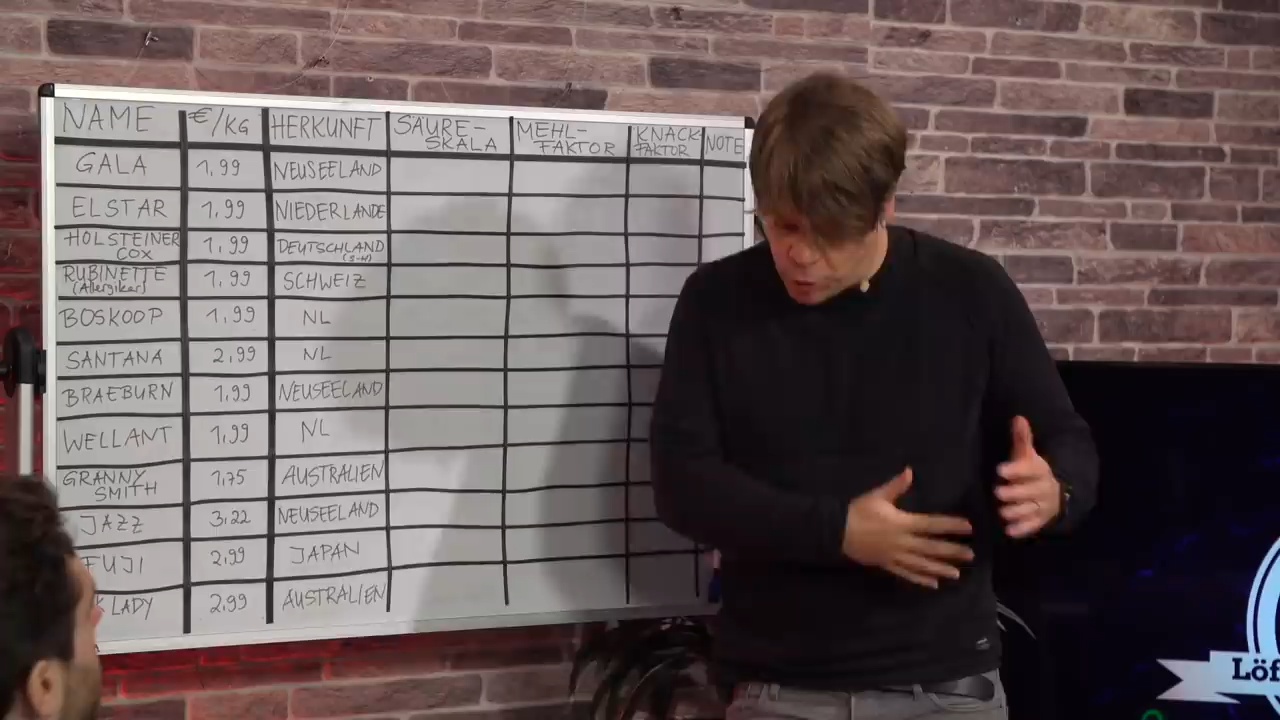 NAME €/KG HERKUNFT SÄURE-SKALA MEHL-FAKTOR KNACK-FAKTOR NOTE
GALA 1,99 NEUSEELAND
ELSTAR 1,99 NIEDERLANDE
HOLSTEINER COX 1,99 DEUTSCHLAND (S-H)
RUBINETTE (Allergiker) 1,99 SCHWEIZ
BOSKOOP 1,99 NL
SANTANA 2,99 NL
BRAEBURN 1,99 NEUSEELAND
WELLANT 1,99 NL
GRANNY SMITH 1,75 AUSTRALIEN
JAZZ 3,22 NEUSEELAND
FUJI 2,99 JAPAN
K LADY 2,99 AUSTRALIEN
Löf